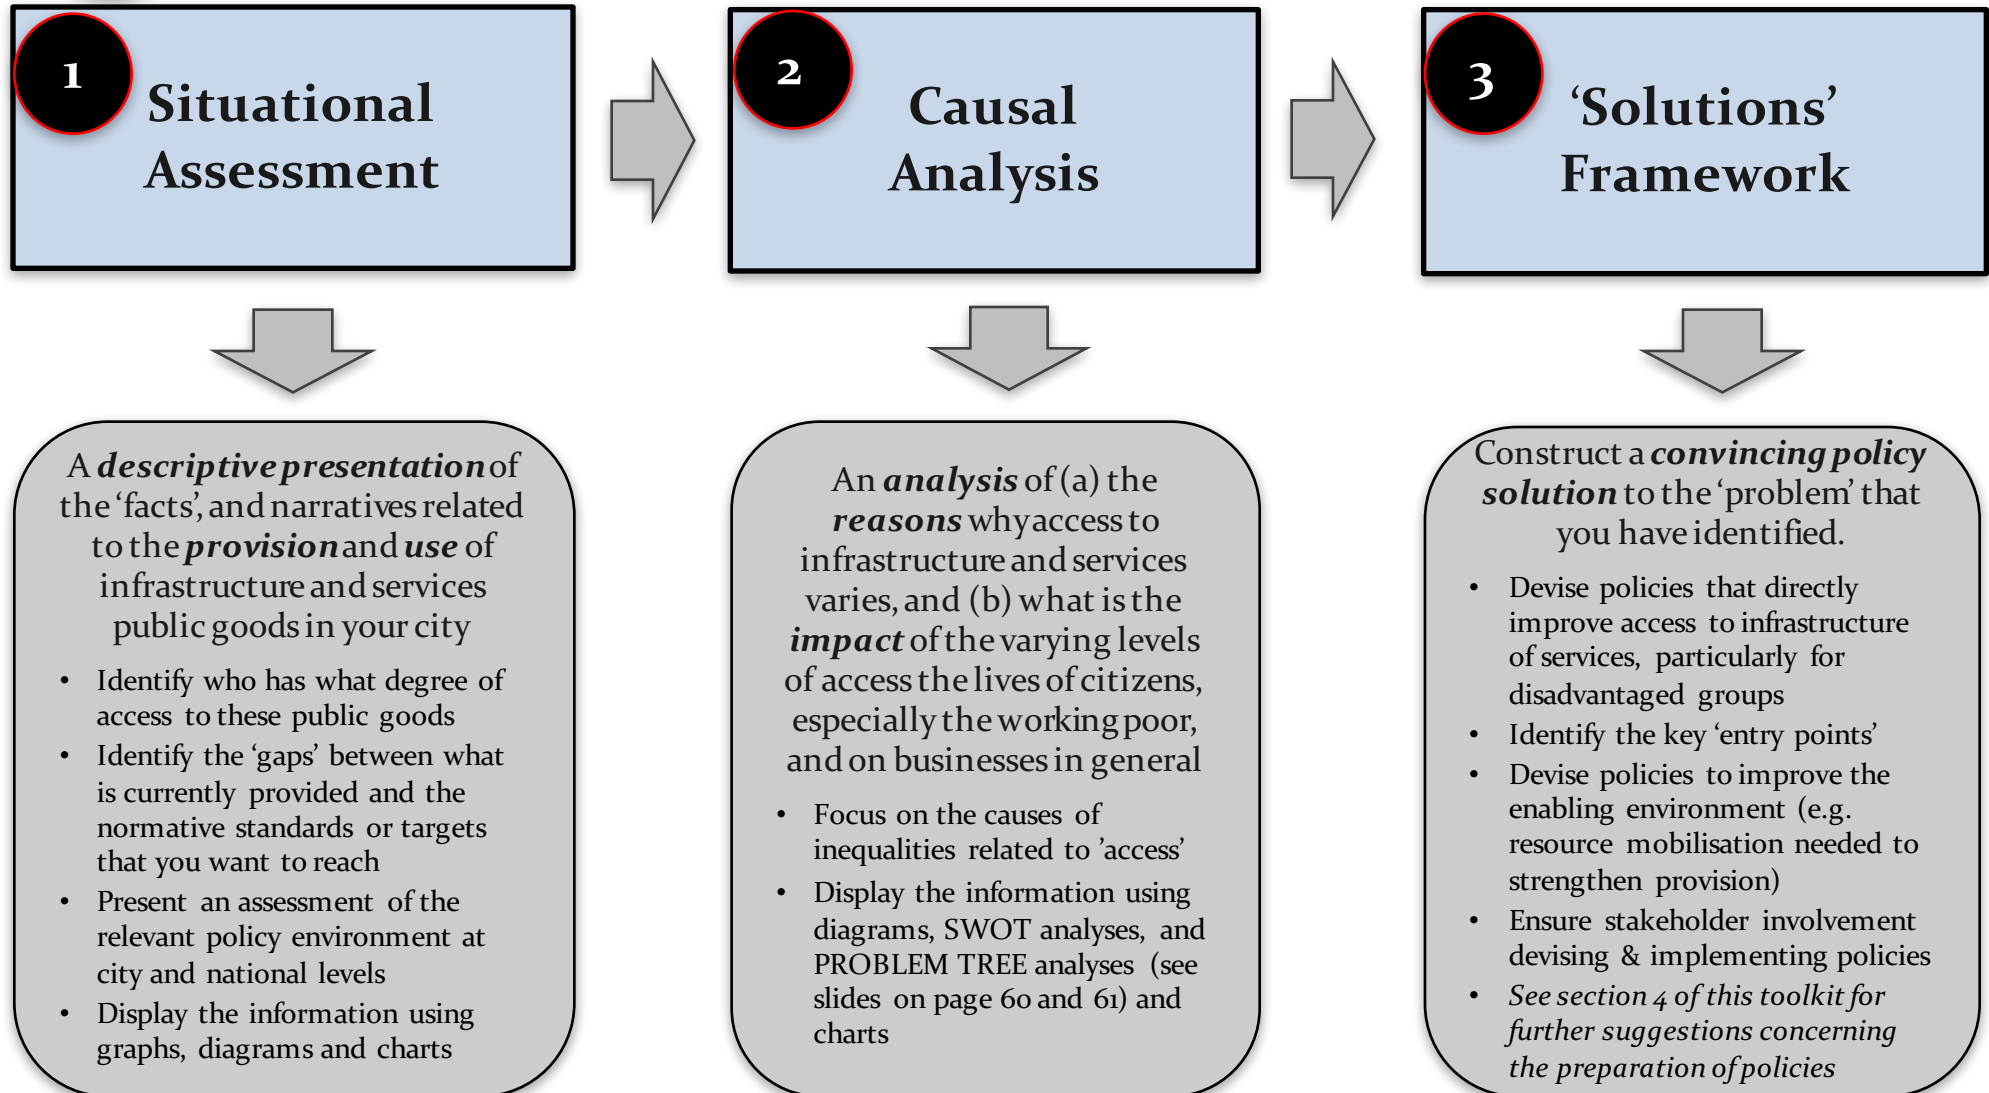 1
Situational
Assessment
2
Causal
Analysis
3
‘Solutions’
Framework
A descriptive presentation of
the ‘facts’, and narratives related
to the provision and use of
infrastructure and services
public goods in your city
• Identify who has what degree of
access to these public goods
• Identify the ‘gaps’ between what
is currently provided and the
normative standards or targets
that you want to reach
• Present an assessment of the
relevant policy environment at
city and national levels
• Display the information using
graphs, diagrams and charts
An analysis of (a) the
reasons why access to
infrastructure and services
varies, and (b) what is the
impact of the varying levels
of access the lives of citizens,
especially the working poor,
and on businesses in general
• Focus on the causes of
inequalities related to ’access’
• Display the information using
diagrams, SWOT analyses, and
PROBLEM TREE analyses (see
slides on page 60 and 61) and
charts
Construct a convincing policy
solution to the ‘problem’ that
you have identified.
• Devise policies that directly
improve access to infrastructure
of services, particularly for
disadvantaged groups
• Identify the key ‘entry points’
• Devise policies to improve the
enabling environment (e.g.
resource mobilisation needed to
strengthen provision)
• Ensure stakeholder involvement
devising & implementing policies
• See section 4 of this toolkit for
further suggestions concerning
the preparation of policies